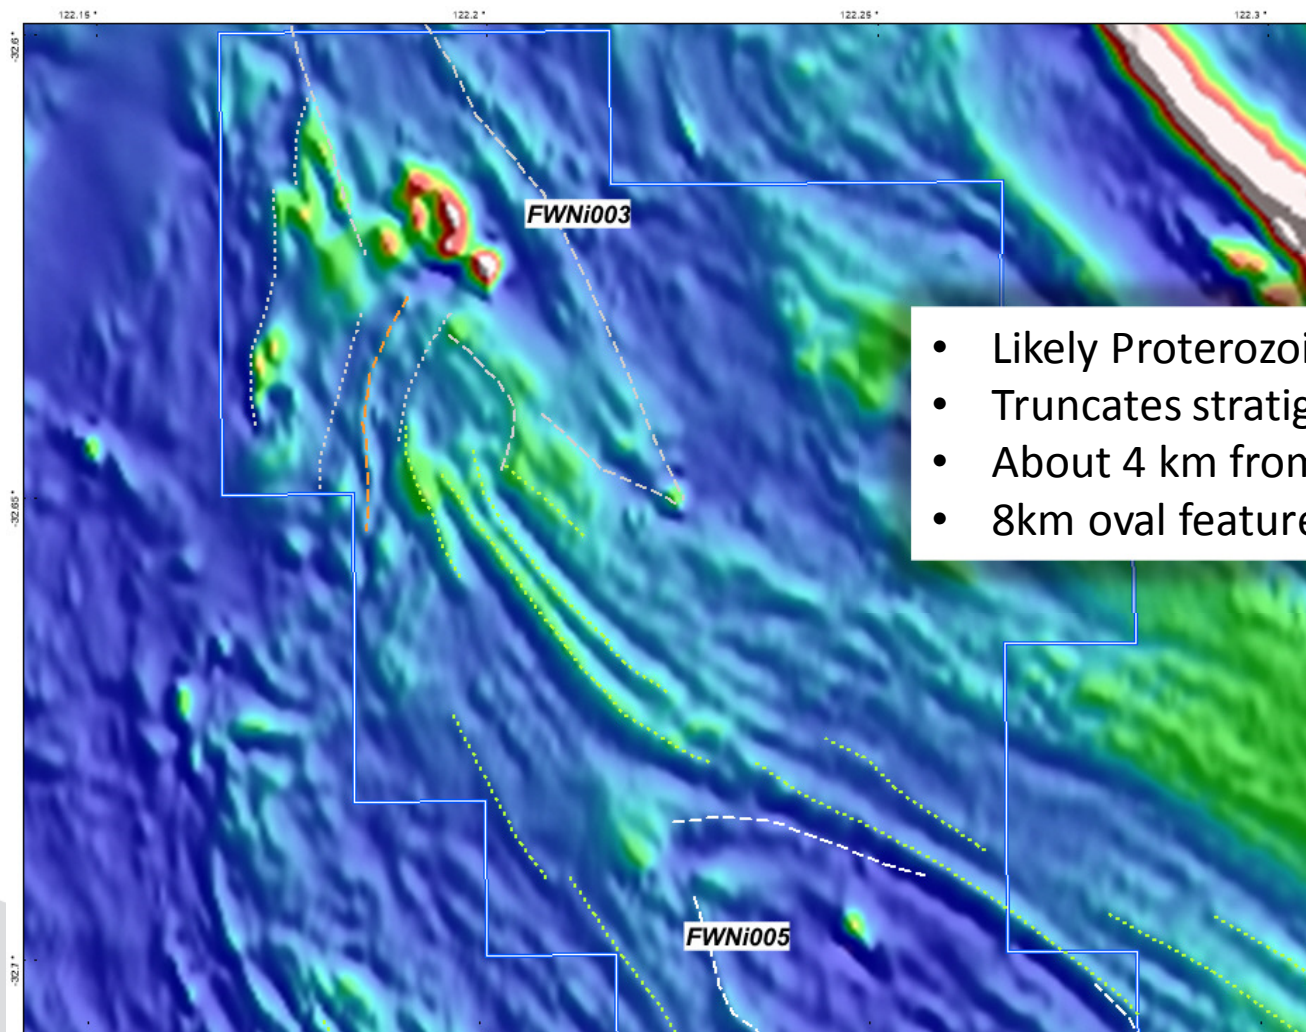 122.15 °
122.2 °
122.25 °
122.3 °
-32.6 °
FWNi003
• Likely Proterozoi
• Truncates stratig
• About 4 km from
• 8km oval feature
-32.65 °
FWNi005
-32.7 °